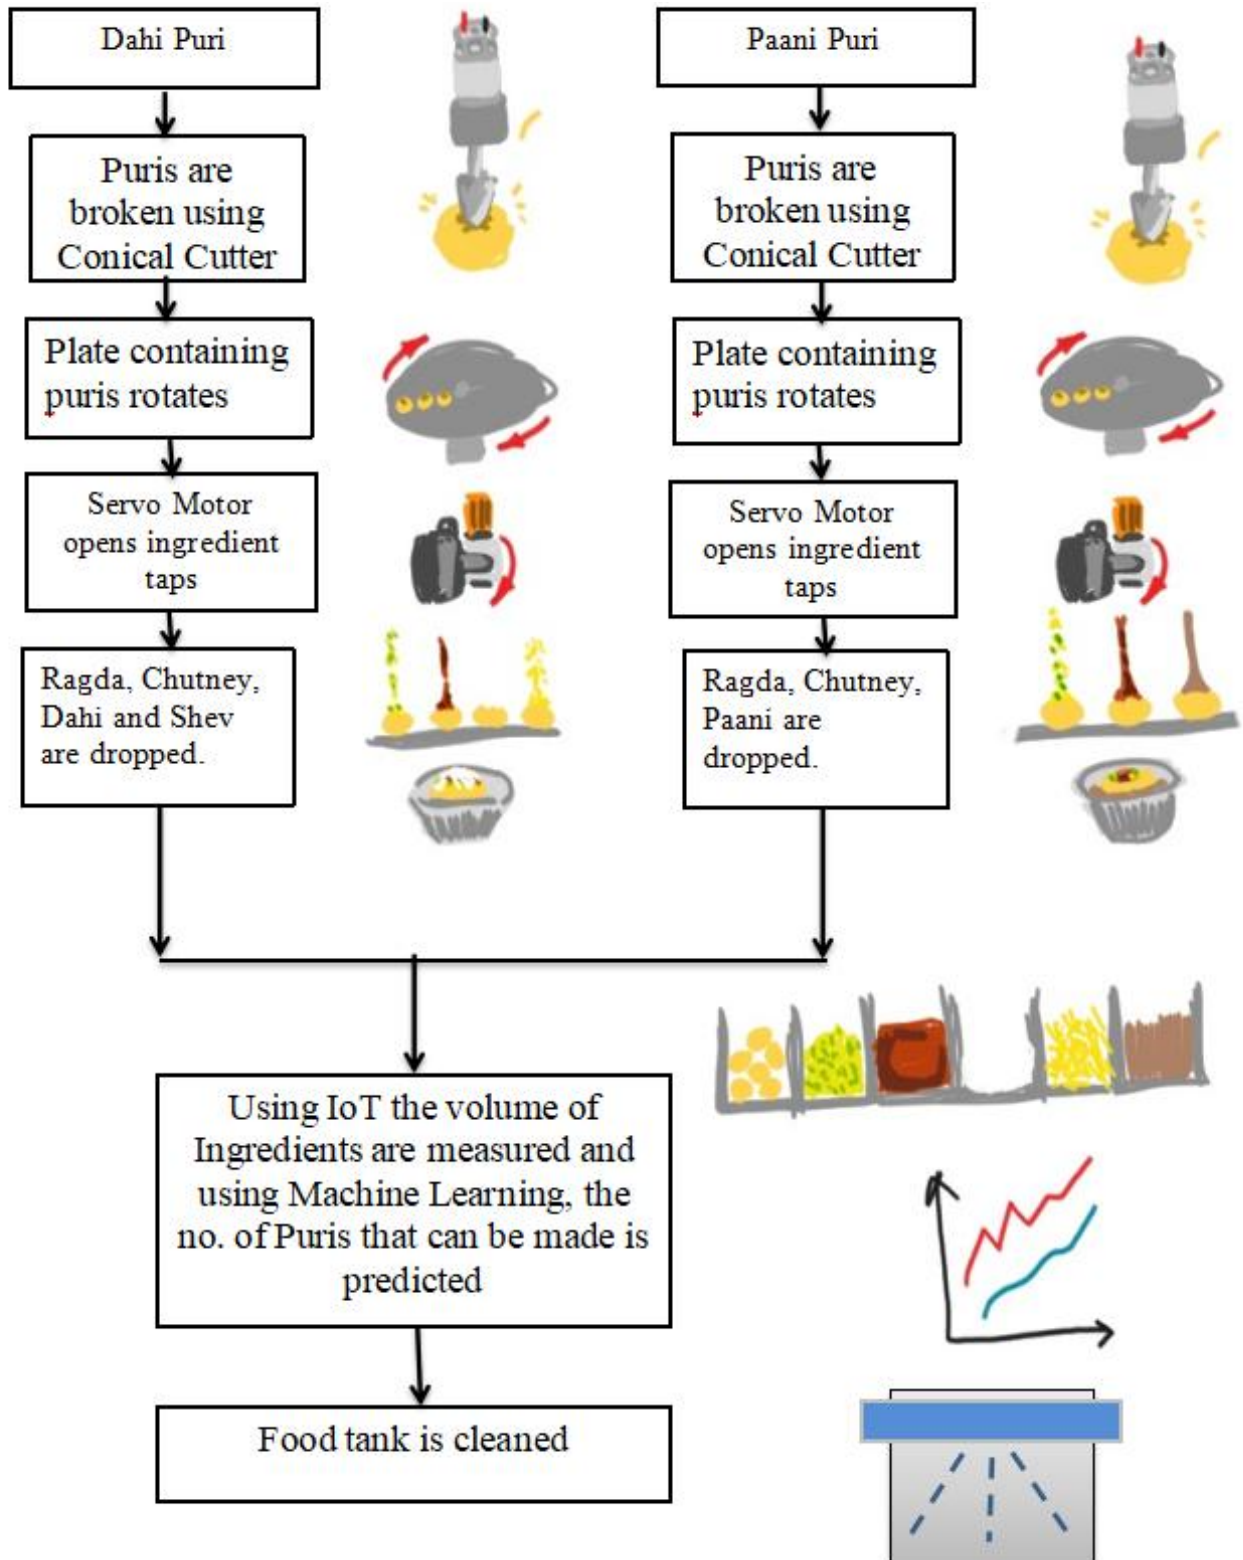 Dahi Puri
Puris are
broken using
Conical Cutter
Plate containing
puris rotates
Servo Motor
opens ingredient
taps
Ragda, Chutney,
Dahi and Shev
are dropped.
Paani Puri
Puris are
broken using
Conical Cutter
Plate containing
puris rotates
Servo Motor
opens ingredient
taps
Ragda, Chutney,
Paani are
dropped.
Using IoT the volume of
Ingredients are measured and
using Machine Learning, the
no. of Puris that can be made is
predicted
Food tank is cleaned